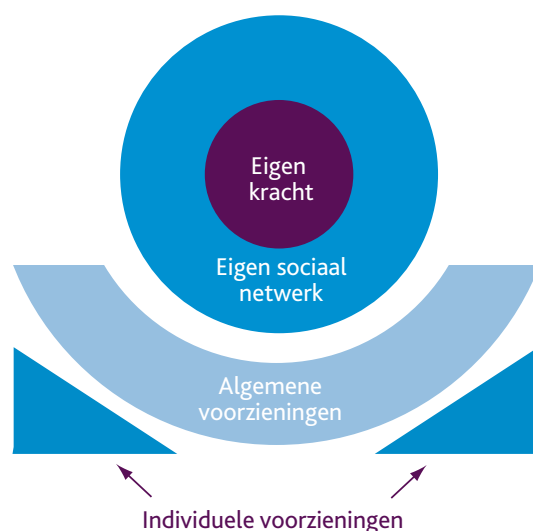 Eigen
kracht
Eigen sociaal
netwerk
Algemene
voorzieningen
Individuele voorzieningen